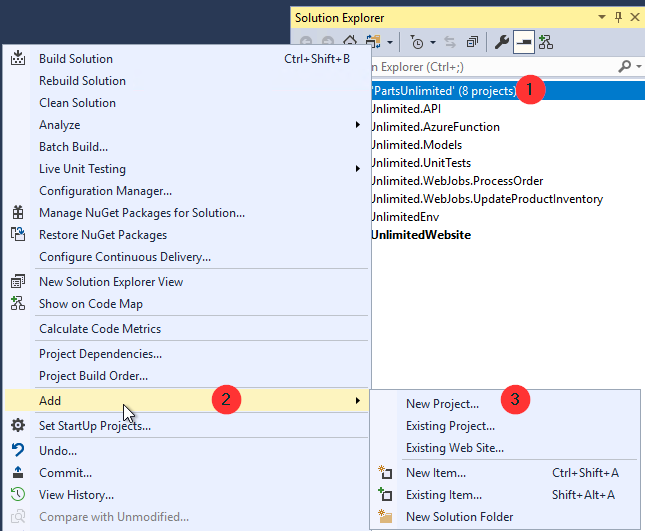 Solution Explorer
n Explorer (Ctrl+;)
'PartsUnlimited' (8 projects)
1
Unlimited.API
Unlimited.AzureFunction
Unlimited.Models
Unlimited.UnitTests
Unlimited.WebJobs.ProcessOrder
Unlimited.WebJobs.UpdateProductInventory
UnlimitedEnv
UnlimitedWebsite
Build Solution Ctrl+Shift+B
Rebuild Solution
Clean Solution
Analyze
Batch Build...
Live Unit Testing
Configuration Manager...
Manage NuGet Packages for Solution...
Restore NuGet Packages
Configure Continuous Delivery...
New Solution Explorer View
Show on Code Map
Calculate Code Metrics
Project Dependencies...
Project Build Order...
Add 2
Set StartUp Projects...
Undo...
Commit...
View History...
Compare with Unmodified...
New Project... 3
Existing Project...
Existing Web Site...
New Item... Ctrl+Shift+A
Existing Item... Shift+Alt+A
New Solution Folder